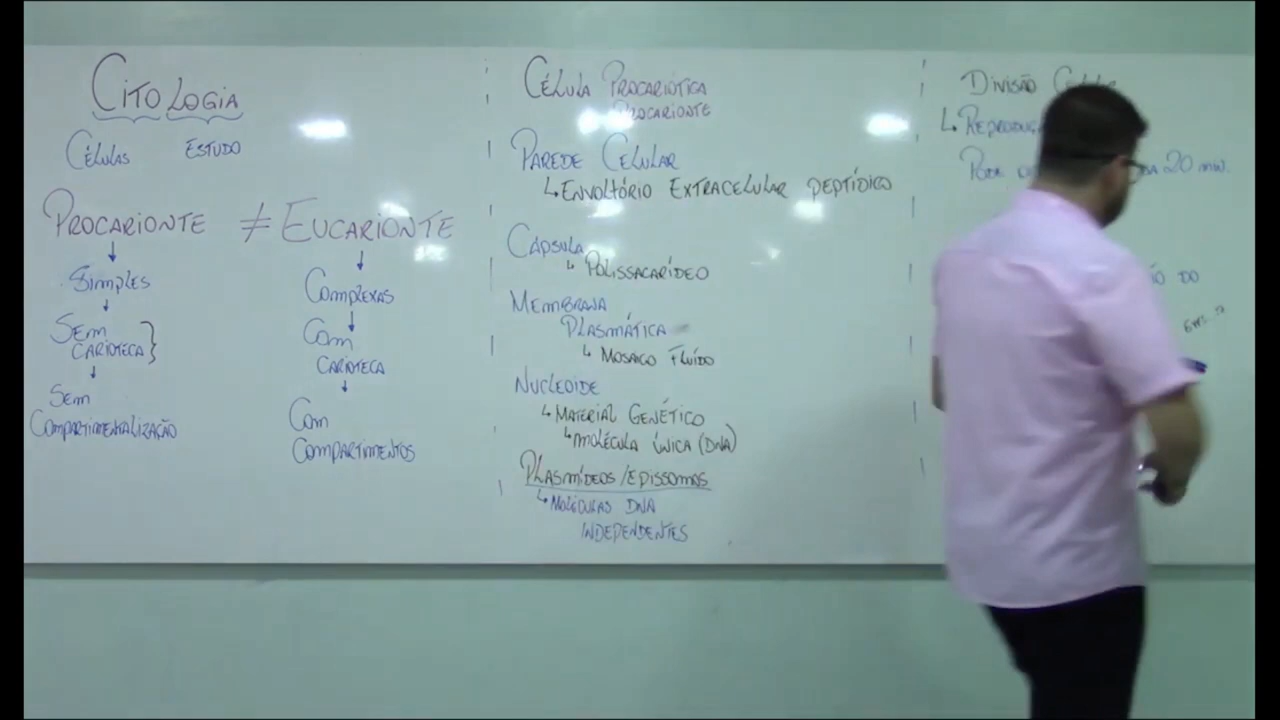 CITOLOGIA
CÉLULAS ESTUDO
PROCARIONTE ≠ EUCARIONTE
SIMPLES
SEM
CARIOTECA
SEM
COMPARTIMENTALIZAÇÃO
COMPLEXAS
COM
CARIOTECA
COM
COMPARTIMENTOS
CÉLULA PROCARIÓTICA
PROCARIONTE
PAREDE CELULAR
↳ ENVOLTÓRIO EXTRACELULAR PEPTÍDICO
CÁPSULA
↳ POLISSACARÍDEO
MEMBRANA
PLASMÁTICA
↳ MOSAICO FLUÍDO
NUCLEOIDE
↳ MATERIAL GENÉTICO
↳ MOLÉCULA ÚNICA (DNA)
PLASMÍDEOS/EPISSOMOS
↳ MOLÉCULAS DNA
INDEPENDENTES
DIVISÃO
↳
PODE 20 MIN.
DO